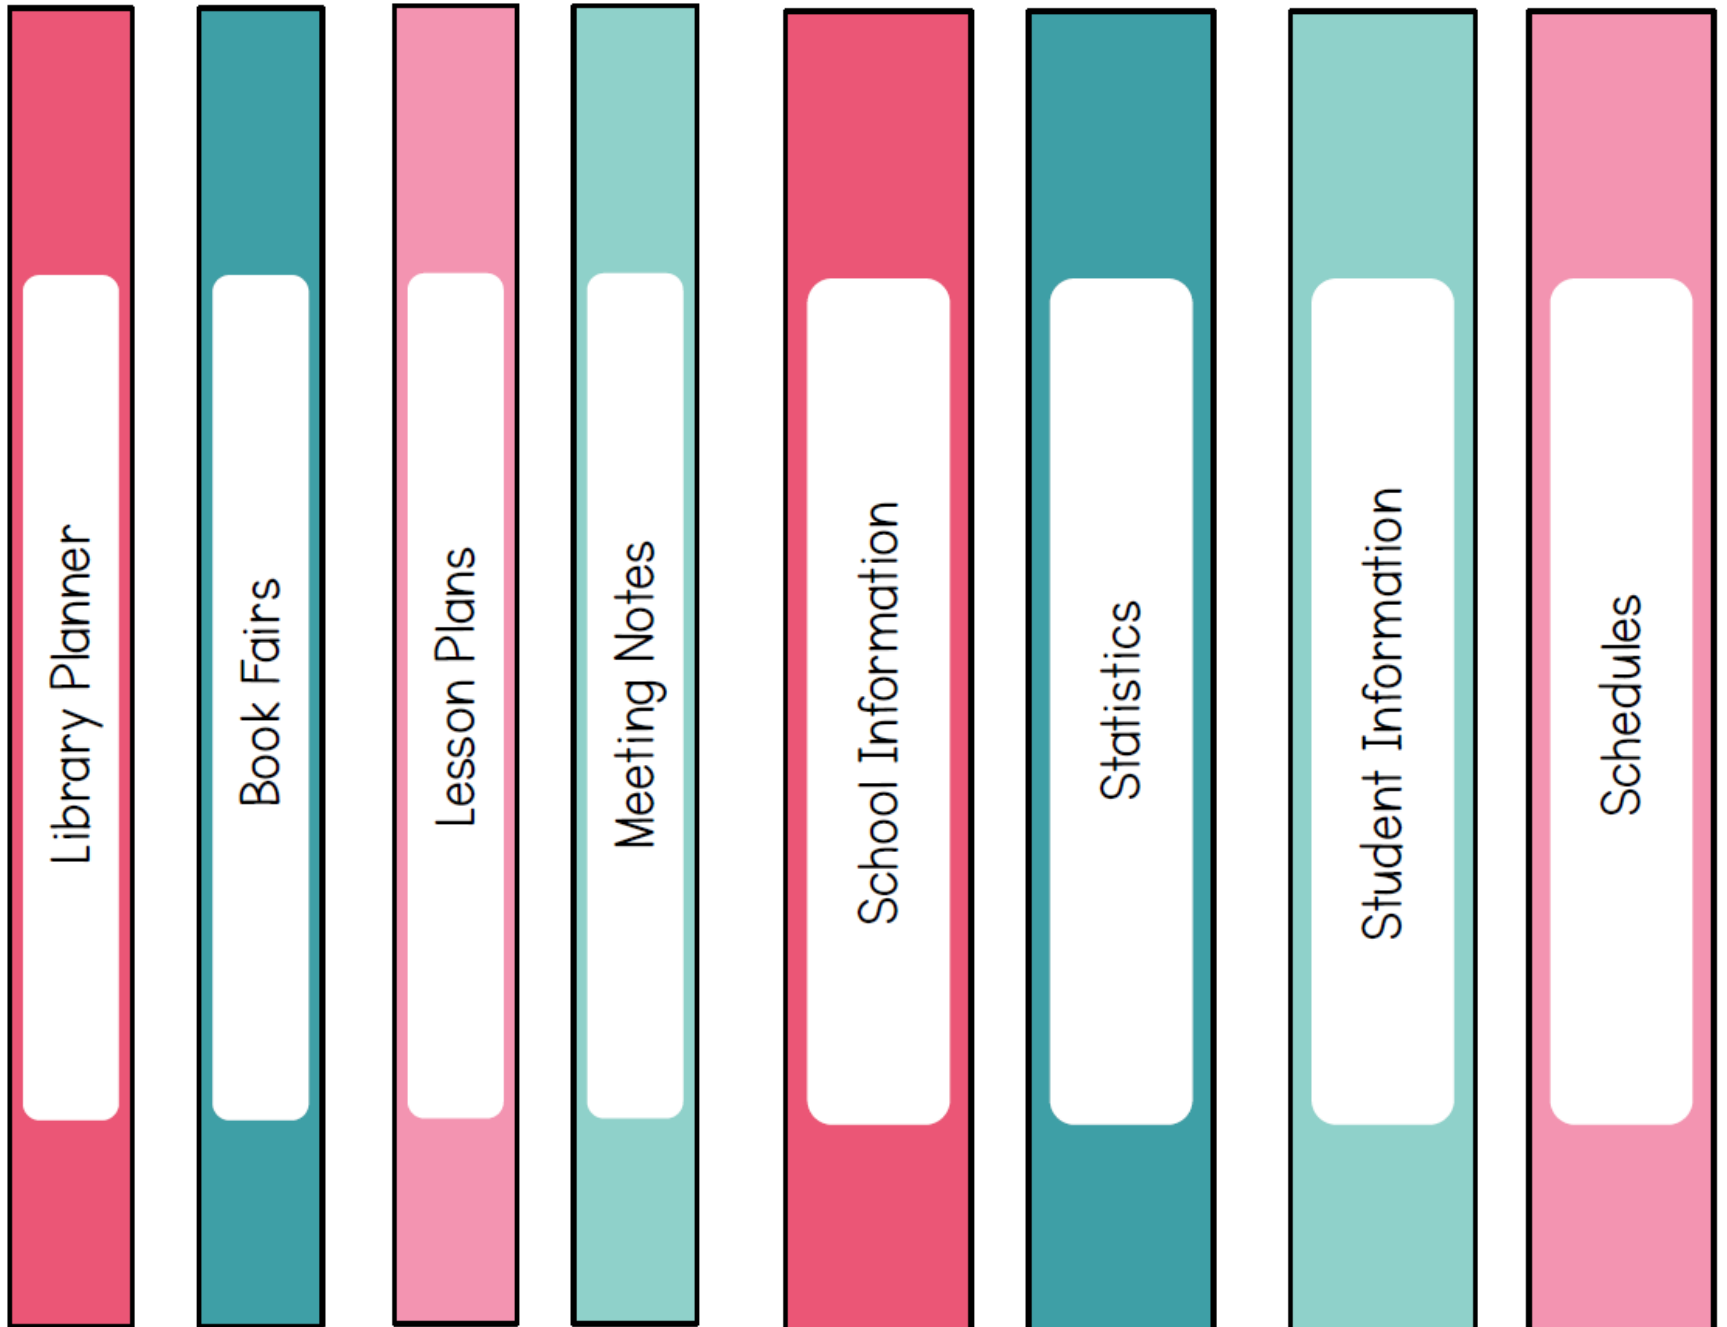 Library Planner
Book Fairs
Lesson Plans
Meeting Notes
School Information
Statistics
Student Information
Schedules